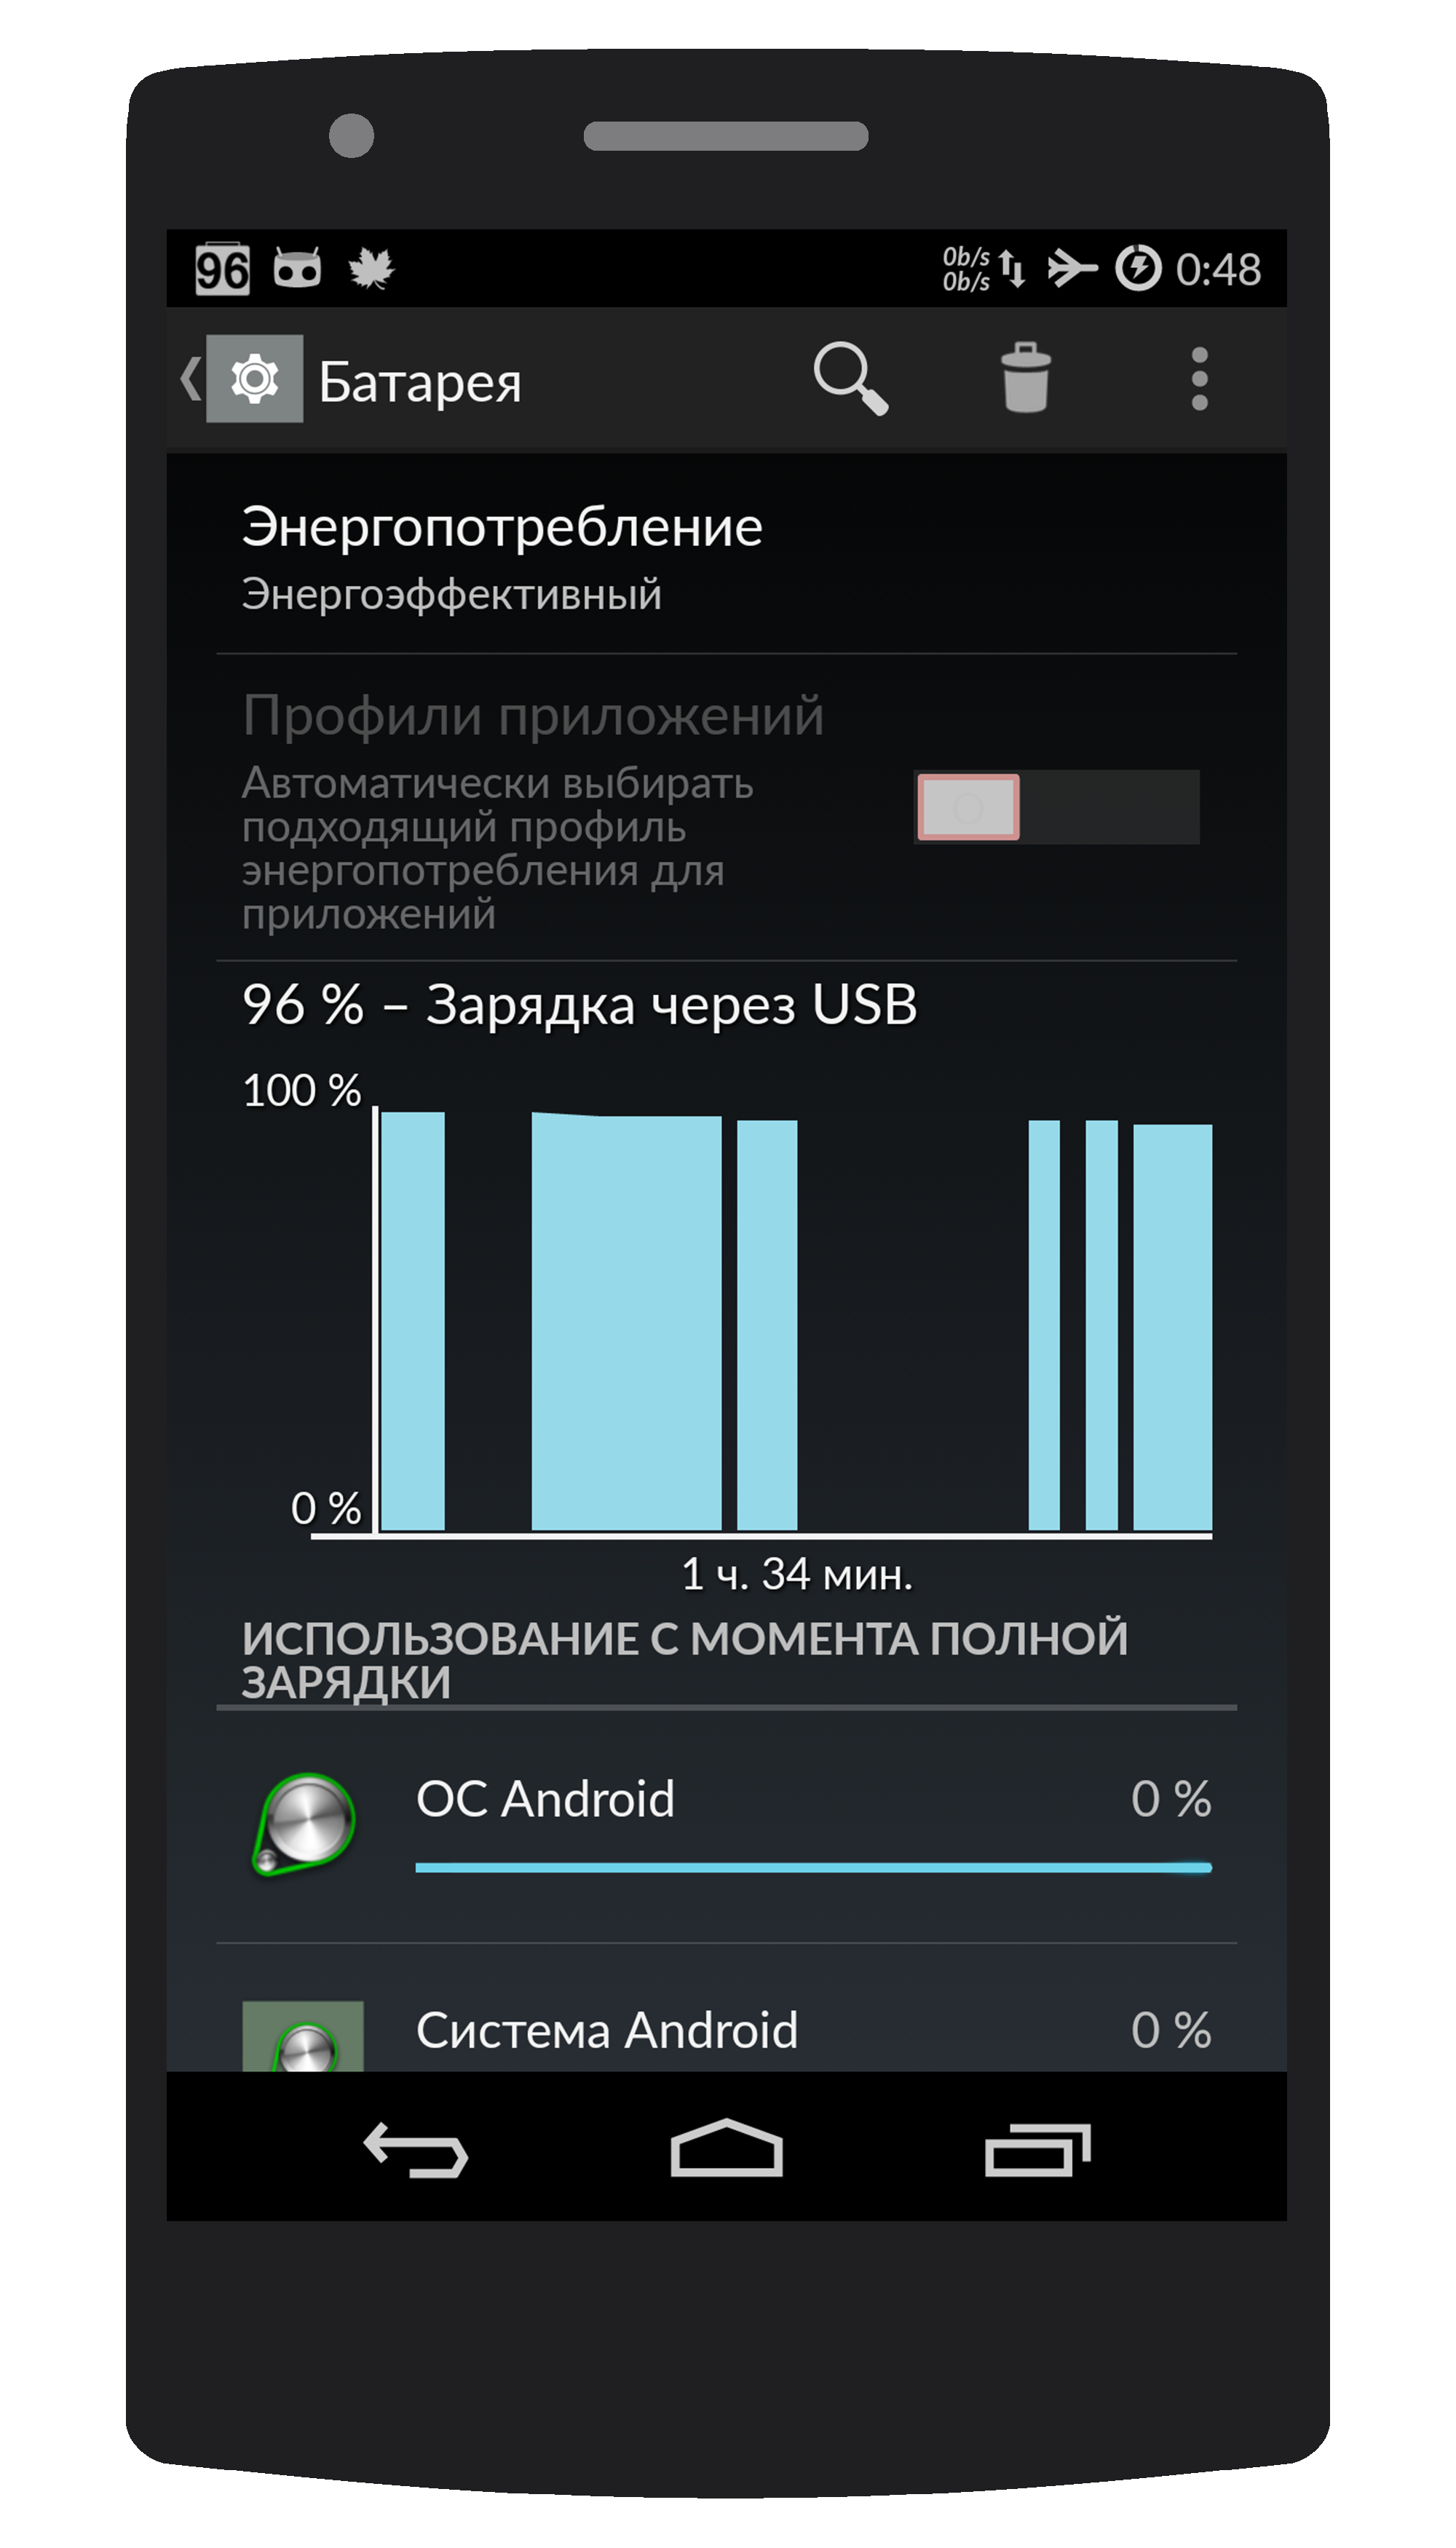 96
0b/s
0b/s
0:48
Батарея
Энергопотребление
Энергоэффективный
Профили приложений
Автоматически выбирать
подходящий профиль
энергопотребления для
приложений
96 % – Зарядка через USB
100 %
0 %
1 ч. 34 мин.
ИСПОЛЬЗОВАНИЕ С МОМЕНТА ПОЛНОЙ
ЗАРЯДКИ
ОС Android 0 %
Система Android 0 %